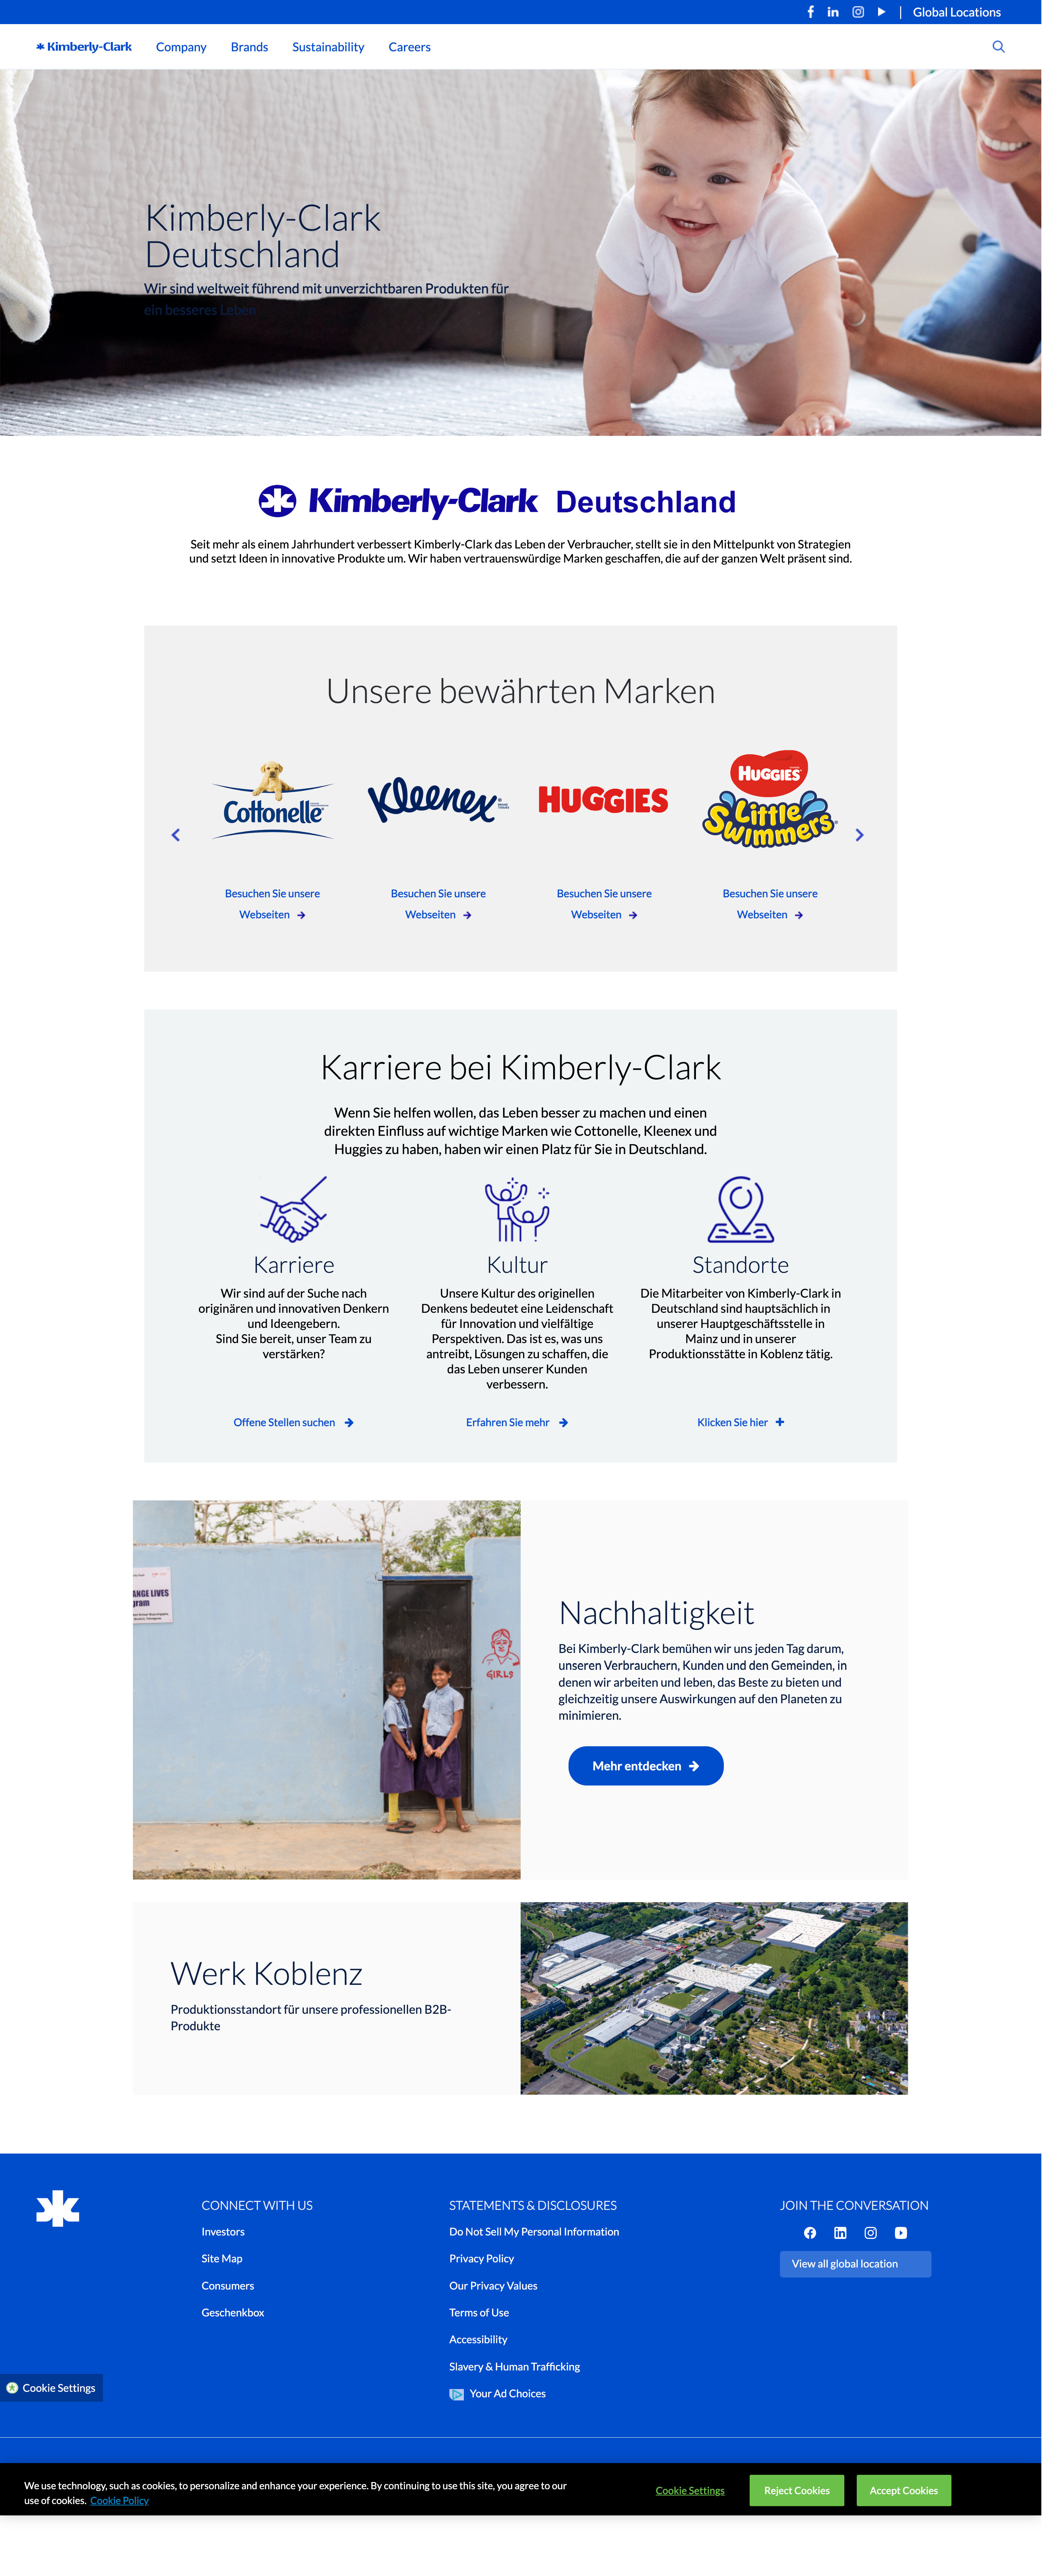 Global Locations
Kimberly-Clark
Company
Brands
Sustainability
Careers
Kimberly-Clark
Deutschland
Wir sind weltweit führend mit unverzichtbaren Produkten für
ein besseres Leben
Kimberly-Clark Deutschland
Seit mehr als einem Jahrhundert verbessert Kimberly-Clark das Leben der Verbraucher, stellt sie in den Mittelpunkt von Strategien
und setzt Ideen in innovative Produkte um. Wir haben vertrauenswürdige Marken geschaffen, die auf der ganzen Welt präsent sind.
Unsere bewährten Marken
Cottonelle
Kleenex
HUGGIES
HUGGIES
Little
Swimmers
Besuchen Sie unsere
Webseiten
Besuchen Sie unsere
Webseiten
Besuchen Sie unsere
Webseiten
Besuchen Sie unsere
Webseiten
Karriere bei Kimberly-Clark
Wenn Sie helfen wollen, das Leben besser zu machen und einen
direkten Einfluss auf wichtige Marken wie Cottonelle, Kleenex und
Huggies zu haben, haben wir einen Platz für Sie in Deutschland.
Karriere
Wir sind auf der Suche nach
originären und innovativen Denkern
und Ideengebern.
Sind Sie bereit, unser Team zu
verstärken?
Offene Stellen suchen
Kultur
Unsere Kultur des originellen
Denkens bedeutet eine Leidenschaft
für Innovation und vielfältige
Perspektiven. Das ist es, was uns
antreibt, Lösungen zu schaffen, die
das Leben unserer Kunden
verbessern.
Erfahren Sie mehr
Standorte
Die Mitarbeiter von Kimberly-Clark in
Deutschland sind hauptsächlich in
unserer Hauptgeschäftsstelle in
Mainz und in unserer
Produktionsstätte in Koblenz tätig.
Klicken Sie hier
ANGE LIVES
gram
GIRLS
Nachhaltigkeit
Bei Kimberly-Clark bemühen wir uns jeden Tag darum,
unseren Verbrauchern, Kunden und den Gemeinden, in
denen wir arbeiten und leben, das Beste zu bieten und
gleichzeitig unsere Auswirkungen auf den Planeten zu
minimieren.
Mehr entdecken
Werk Koblenz
Produktionsstandort für unsere professionellen B2B-
Produkte
CONNECT WITH US
Investors
Site Map
Consumers
Geschenkbox
STATEMENTS & DISCLOSURES
Do Not Sell My Personal Information
Privacy Policy
Our Privacy Values
Terms of Use
Accessibility
Slavery & Human Trafficking
Your Ad Choices
JOIN THE CONVERSATION
View all global location
Cookie Settings
We use technology, such as cookies, to personalize and enhance your experience. By continuing to use this site, you agree to our
use of cookies. Cookie Policy
Cookie Settings
Reject Cookies
Accept Cookies